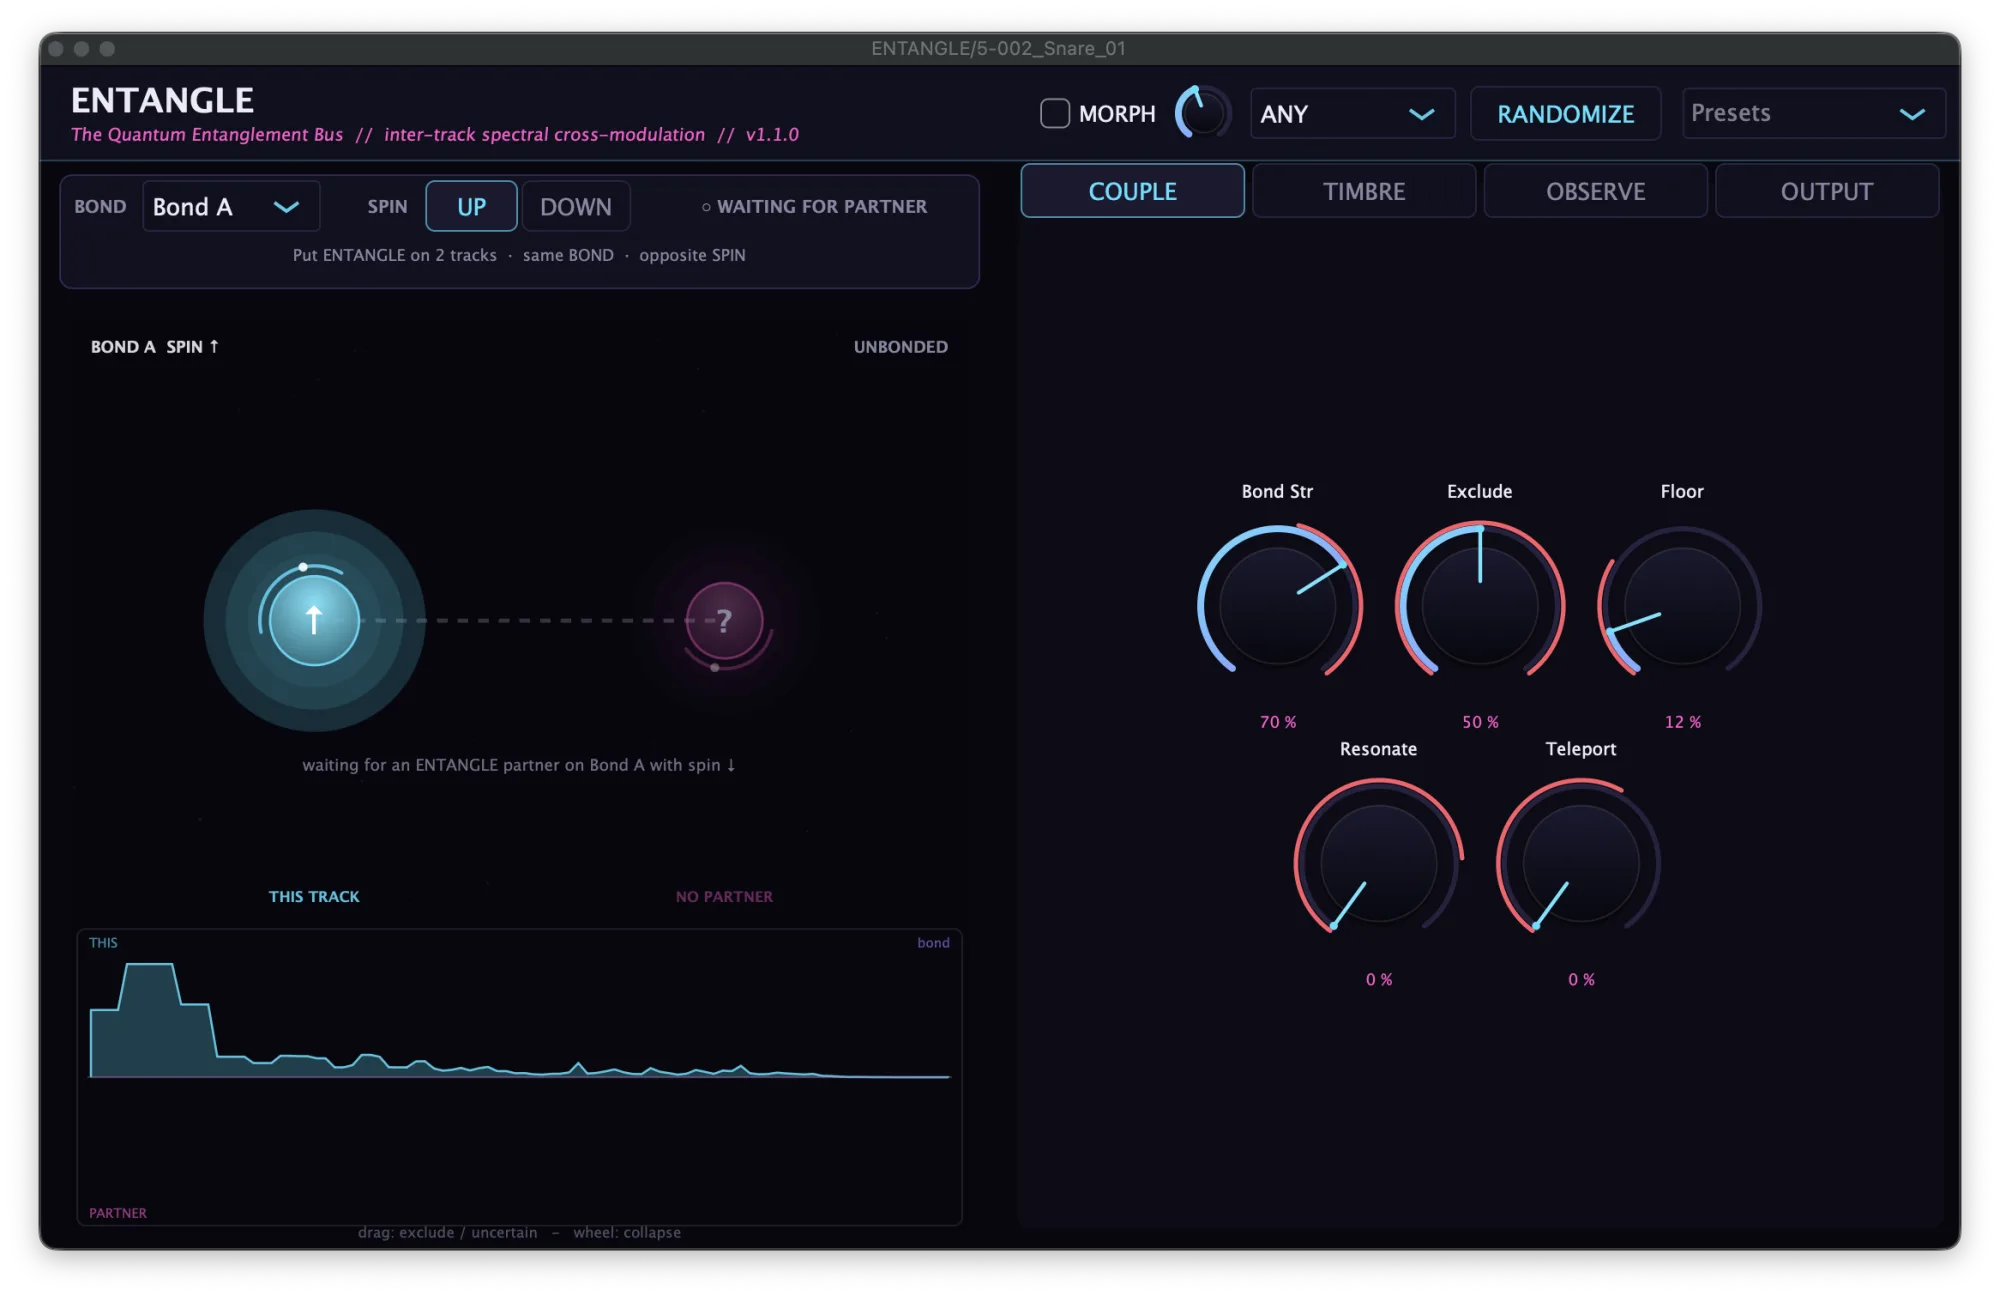 ENTANGLE/5-002_Snare_01
ENTANGLE
The Quantum Entanglement Bus // inter-track spectral cross-modulation // v1.1.0
MORPH
ANY
RANDOMIZE
Presets
BOND
Bond A
SPIN
UP
DOWN
○ WAITING FOR PARTNER
Put ENTANGLE on 2 tracks · same BOND · opposite SPIN
COUPLE
TIMBRE
OBSERVE
OUTPUT
BOND A SPIN ↑
UNBONDED
↑
?
waiting for an ENTANGLE partner on Bond A with spin ↓
THIS TRACK
NO PARTNER
THIS
bond
PARTNER
drag: exclude / uncertain – wheel: collapse
Bond Str
Exclude
Floor
70 %
50 %
12 %
Resonate
Teleport
0 %
0 %